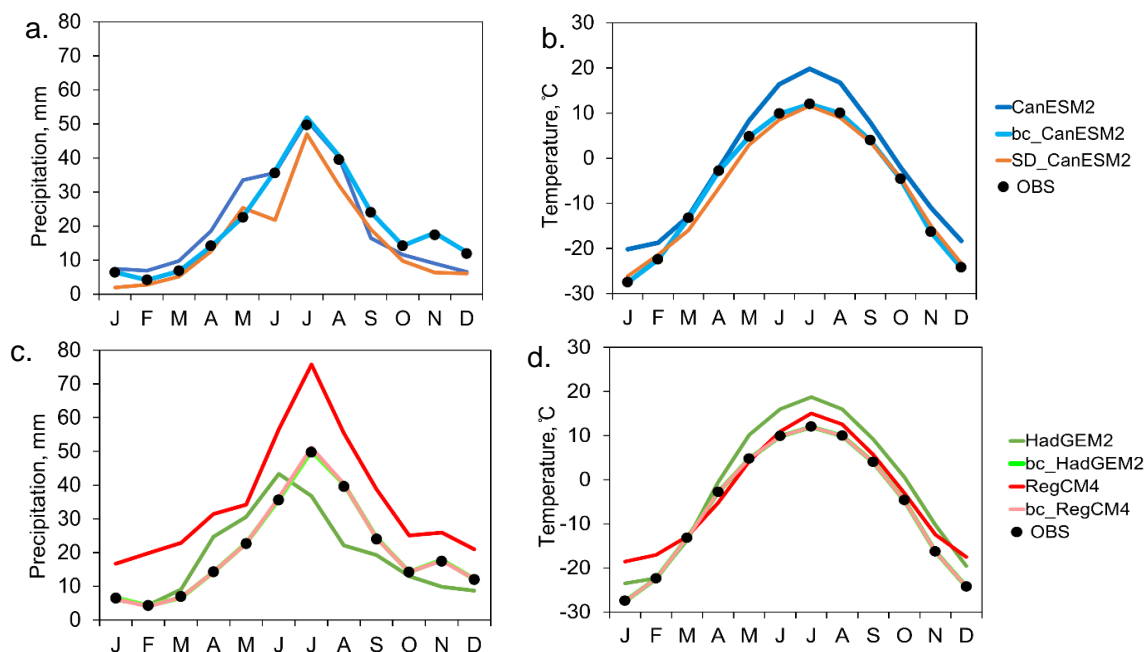 a.
Precipitation, mm
80
70
60
50
40
30
20
10
0
J F M A M J J A S O N D
b.
Temperature, ℃
30
20
10
0
-10
-20
-30
J F M A M J J A S O N D
CanESM2
bc_CanESM2
SD_CanESM2
OBS
c.
Precipitation, mm
80
70
60
50
40
30
20
10
0
J F M A M J J A S O N D
d.
Temperature, ℃
30
20
10
0
-10
-20
-30
J F M A M J J A S O N D
HadGEM2
bc_HadGEM2
RegCM4
bc_RegCM4
OBS